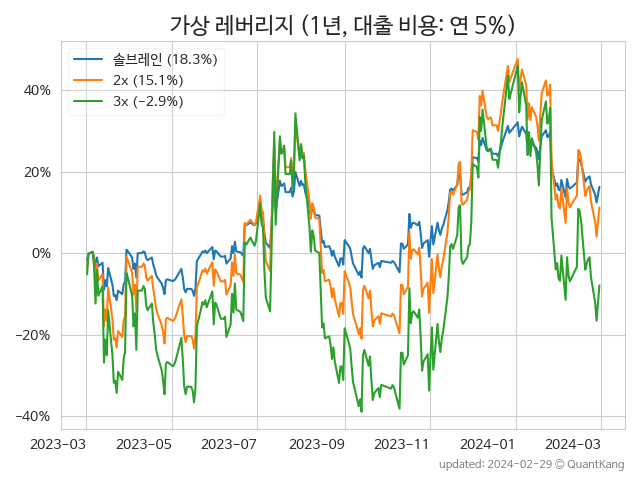 가상 레버리지 (1년, 대출 비용: 연 5%)
솔브레인 (18.3%)
2x (15.1%)
3x (−2.9%)
40%
20%
0%
−20%
−40%
2023-03 2023-05 2023-07 2023-09 2023-11 2024-01 2024-03
updated: 2024-02-29 © QuantKang